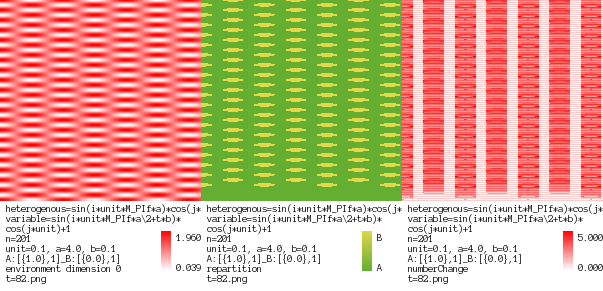 heterogenous=sin(i*unit*M_PIf*a)*cos(j*
variable=sin(i*unit*M_PIf*a\2+t*b)*
cos(j*unit)+1
n=201
unit=0.1, a=4.0, b=0.1
A:[{1.0},1]_B:[{0.0},1]
environment dimension 0
t=82.png
1.960
0.039
heterogenous=sin(i*unit*M_PIf*a)*cos(j*
variable=sin(i*unit*M_PIf*a\2+t*b)*
cos(j*unit)+1
n=201
unit=0.1, a=4.0, b=0.1
A:[{1.0},1]_B:[{0.0},1]
repartition
t=82.png
B
A
heterogenous=sin(i*unit*M_PIf*a)*cos(j*
variable=sin(i*unit*M_PIf*a\2+t*b)*
cos(j*unit)+1
n=201
unit=0.1, a=4.0, b=0.1
A:[{1.0},1]_B:[{0.0},1]
numberChange
t=82.png
5.000
0.000